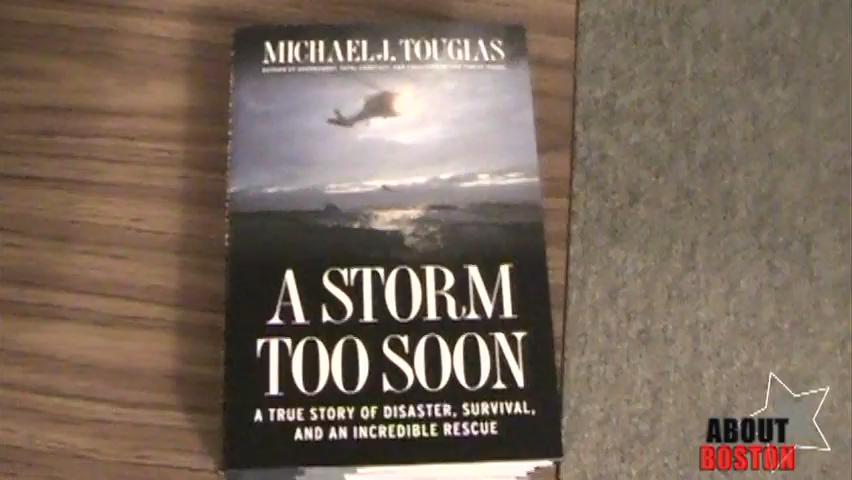 MICHAEL J. TOUGIAS
A STORM
TOO SOON
A TRUE STORY OF DISASTER, SURVIVAL,
AND AN INCREDIBLE RESCUE
ABOUT
BOSTON